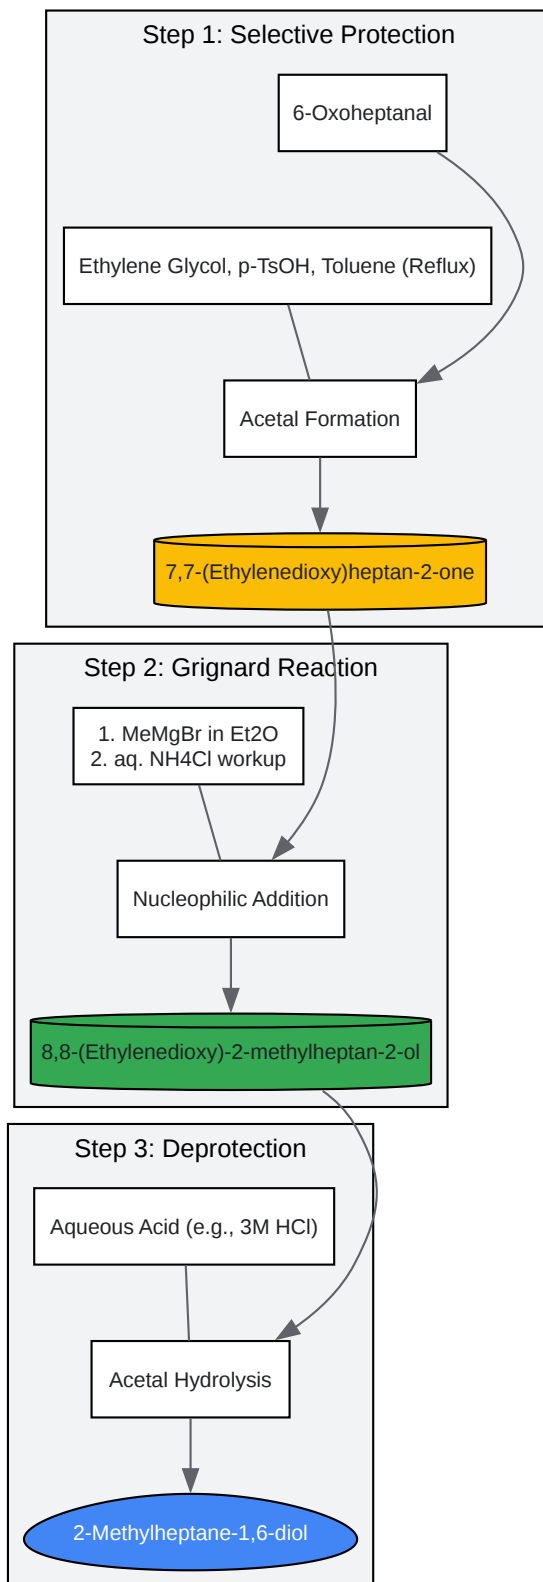 Step 1: Selective Protection
6-Oxoheptanal
Ethylene Glycol, p-TsOH, Toluene (Reflux)
Acetal Formation
7,7-(Ethylenedioxy)heptan-2-one
Step 2: Grignard Reaction
1. MeMgBr in Et2O
2. aq. NH4Cl workup
Nucleophilic Addition
8,8-(Ethylenedioxy)-2-methylheptan-2-ol
Step 3: Deprotection
Aqueous Acid (e.g., 3M HCl)
Acetal Hydrolysis
2-Methylheptane-1,6-diol